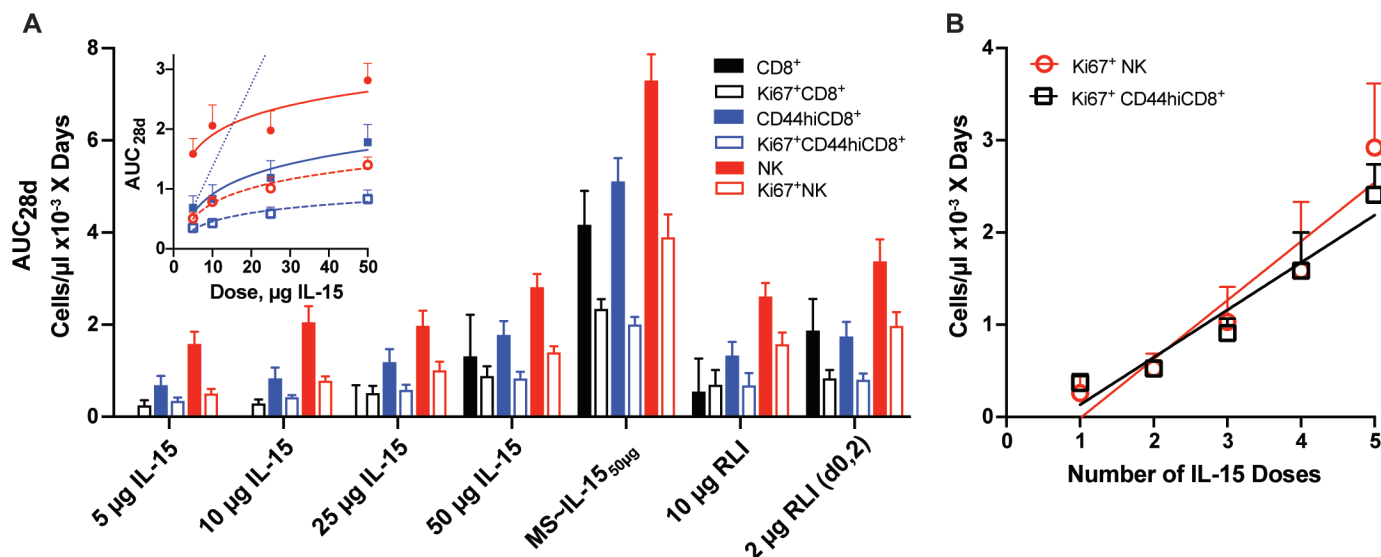 A
AUC28d
Cells/µl x10-3 X Days
8
6
4
2
0
AUC28d
3
2
1
0
0 10 20 30 40 50
Dose, µg IL-15
CD8+
Ki67+CD8+
CD44hiCD8+
Ki67+CD44hiCD8+
NK
Ki67+NK
5 µg IL-15
10 µg IL-15
25 µg IL-15
50 µg IL-15
MS~IL-15 50µg
10 µg RLI
2 µg RLI (d0,2)
B
Cells/µl x10-3 X Days
4
3
2
1
0
Ki67+ NK
Ki67+ CD44hiCD8+
0 1 2 3 4 5
Number of IL-15 Doses